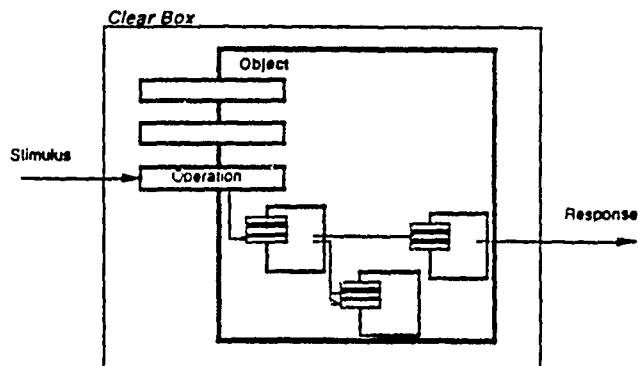 Clear Box
Object
Stimulus
Operation
Response